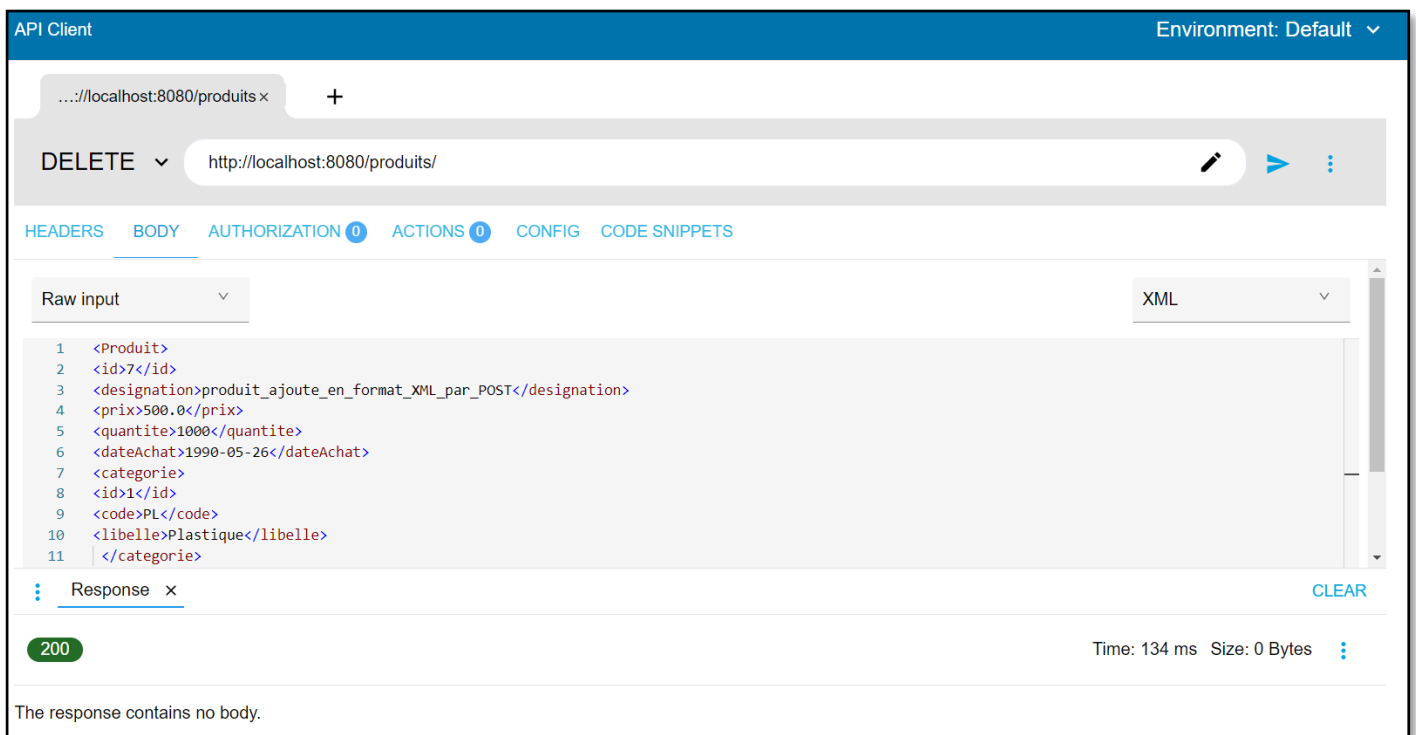 API Client
Environment: Default
…://localhost:8080/produits ×
+
DELETE
http://localhost:8080/produits/
HEADERS BODY AUTHORIZATION 0 ACTIONS 0 CONFIG CODE SNIPPETS
Raw input
XML
1 <Produit>
2 <id>7</id>
3 <designation>produit_ajoute_en_format_XML_par_POST</designation>
4 <prix>500.0</prix>
5 <quantite>1000</quantite>
6 <dateAchat>1990-05-26</dateAchat>
7 <categorie>
8 <id>1</id>
9 <code>PL</code>
10 <libelle>Plastique</libelle>
11 </categorie>
Response ×
CLEAR
200
Time: 134 ms Size: 0 Bytes
The response contains no body.